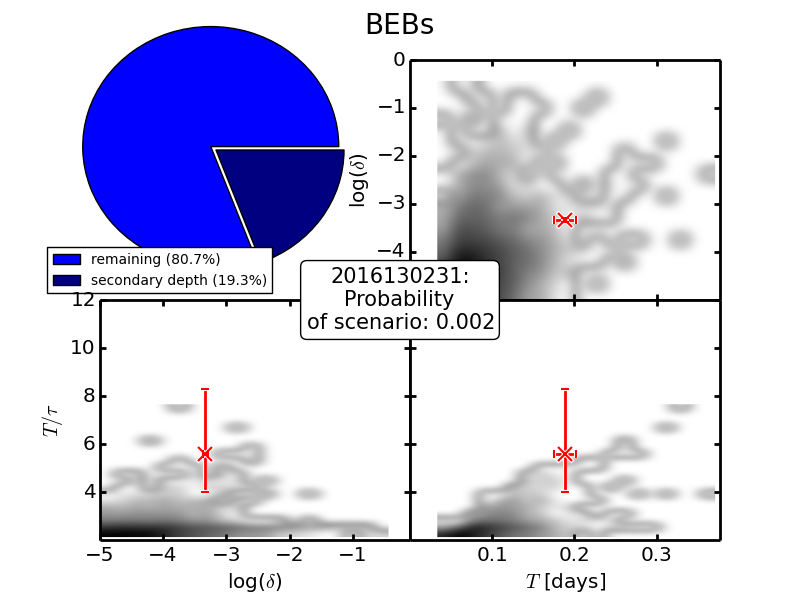 BEBs
0
−1
−2
−3
−4
log(δ)
remaining (80.7%)
secondary depth (19.3%)
2016130231:
Probability
of scenario: 0.002
12
10
8
6
4
T/τ
−5 −4 −3 −2 −1
log(δ)
0.1 0.2 0.3
T [days]